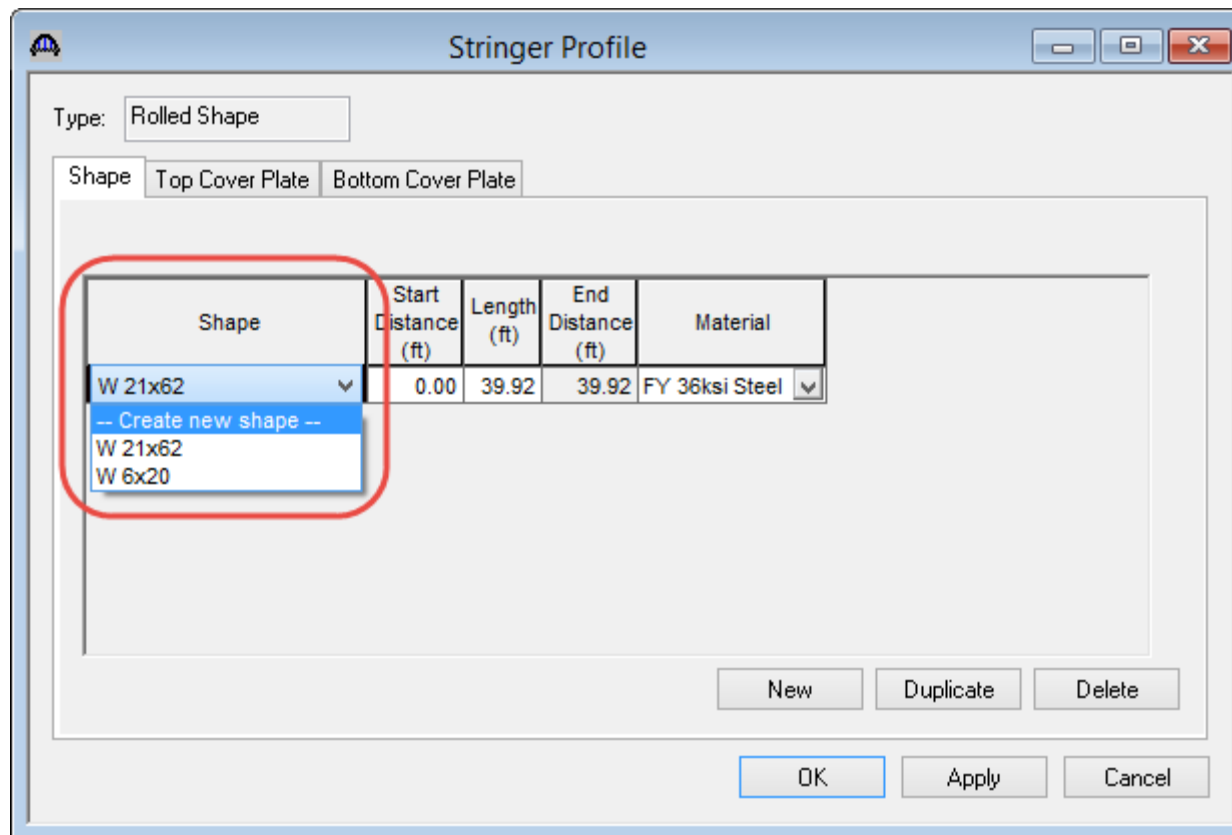 Stringer Profile
Type: Rolled Shape
Shape Top Cover Plate Bottom Cover Plate
Shape Start Distance (ft) Length (ft) End Distance (ft) Material
W 21x62 0.00 39.92 39.92 FY 36ksi Steel
-- Create new shape --
W 21x62
W 6x20
New Duplicate Delete
OK Apply Cancel